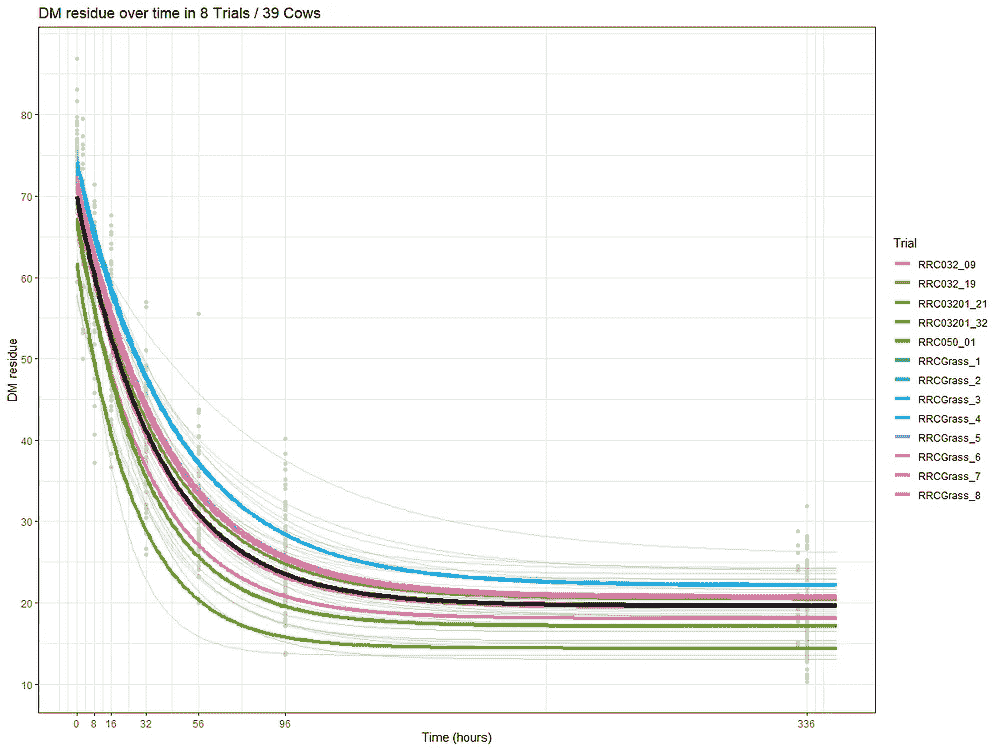 DM residue over time in 8 Trials / 39 Cows
80
70
60
50
40
30
20
10
DM residue
0 8 16 32 56 96 336
Time (hours)
Trial
RRC032_09
RRC032_19
RRC03201_21
RRC03201_32
RRC050_01
RRCGrass_1
RRCGrass_2
RRCGrass_3
RRCGrass_4
RRCGrass_5
RRCGrass_6
RRCGrass_7
RRCGrass_8